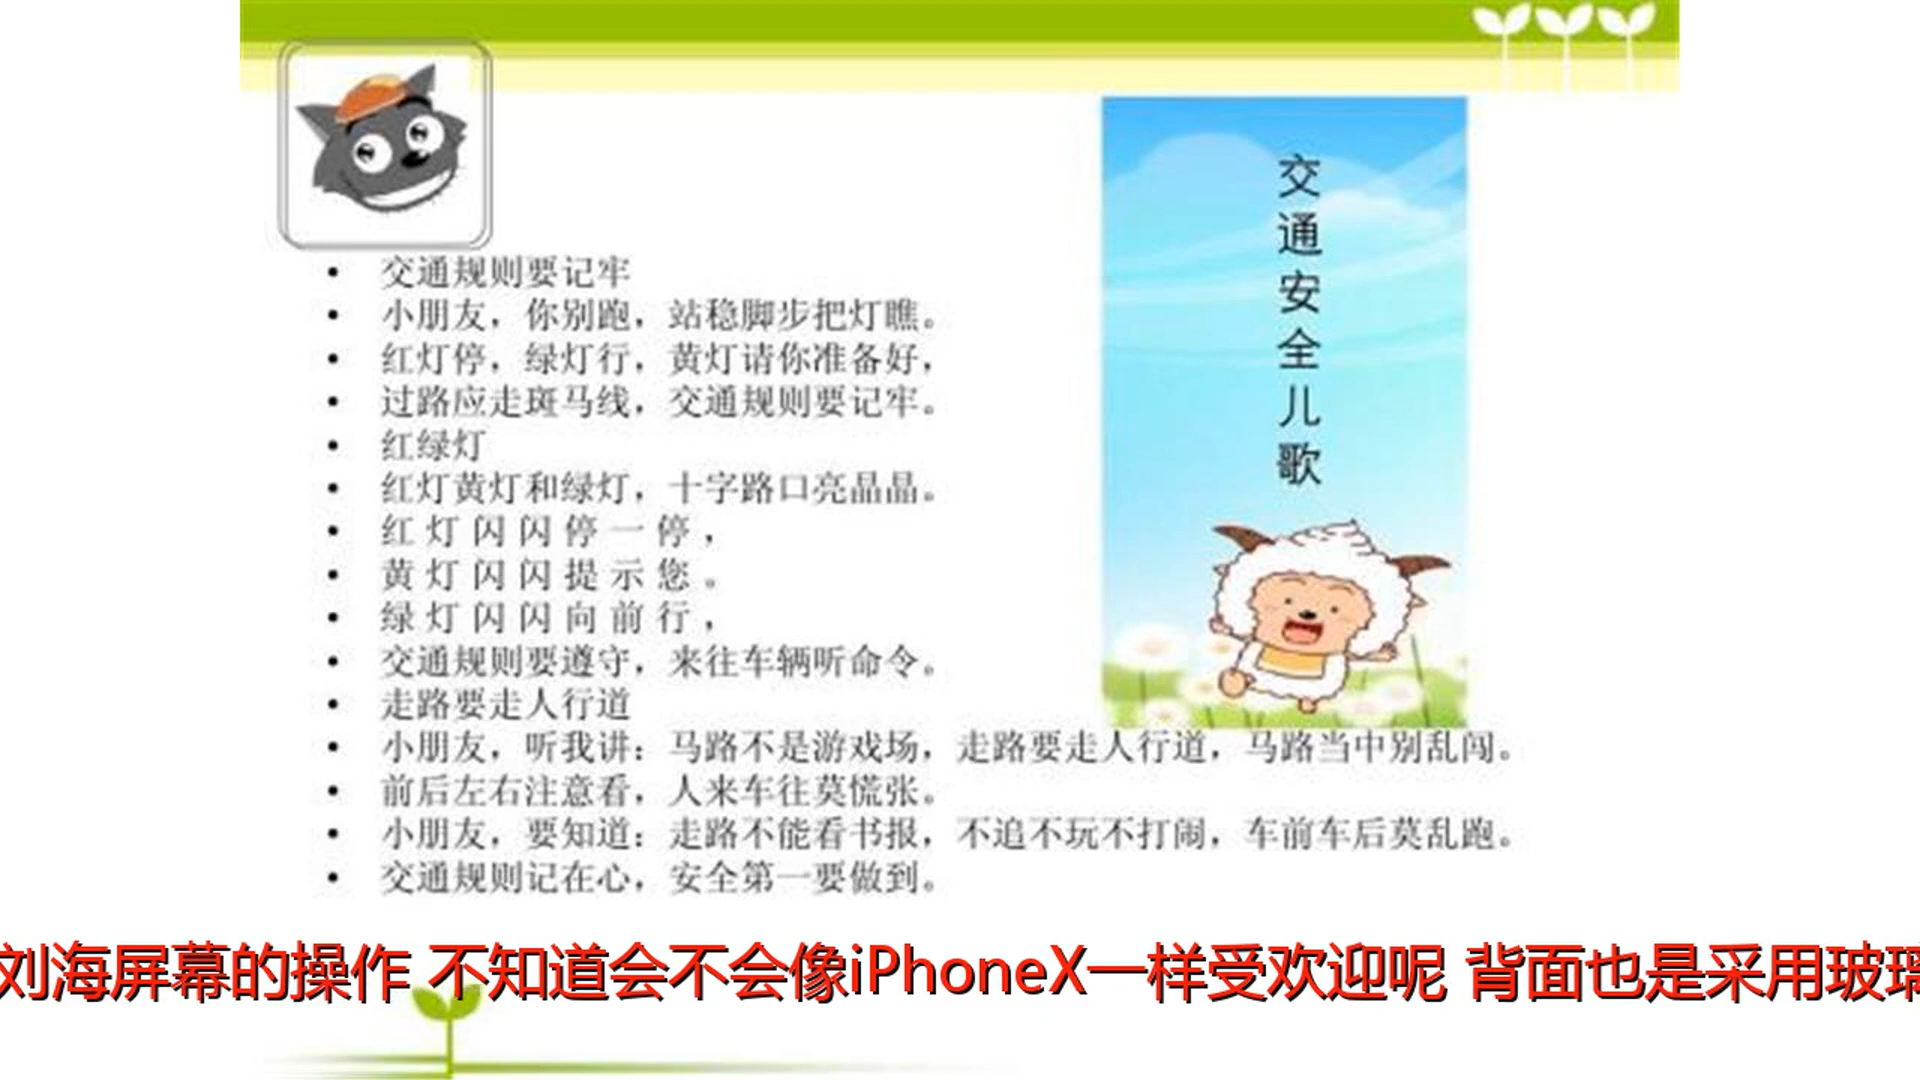 交通安全儿歌
交通规则要记牢
小朋友，你别跑，站稳脚步把灯瞧。
红灯停，绿灯行，黄灯请你准备好，
过路应走斑马线，交通规则要记牢。
红绿灯
红灯黄灯和绿灯，十字路口亮晶晶。
红灯闪闪停一停，
黄灯闪闪提示您。
绿灯闪闪向前行，
交通规则要遵守，来往车辆听命令。
走路要走人行道
小朋友，听我讲：马路不是游戏场，走路要走人行道，马路当中别乱闯。
前后左右注意看，人来车往莫慌张。
小朋友，要知道：走路不能看书报，不追不玩不打闹，车前车后莫乱跑。
交通规则记在心，安全第一要做到。
刘海屏幕的操作 不知道会不会像iPhoneX一样受欢迎呢 背面也是采用玻璃